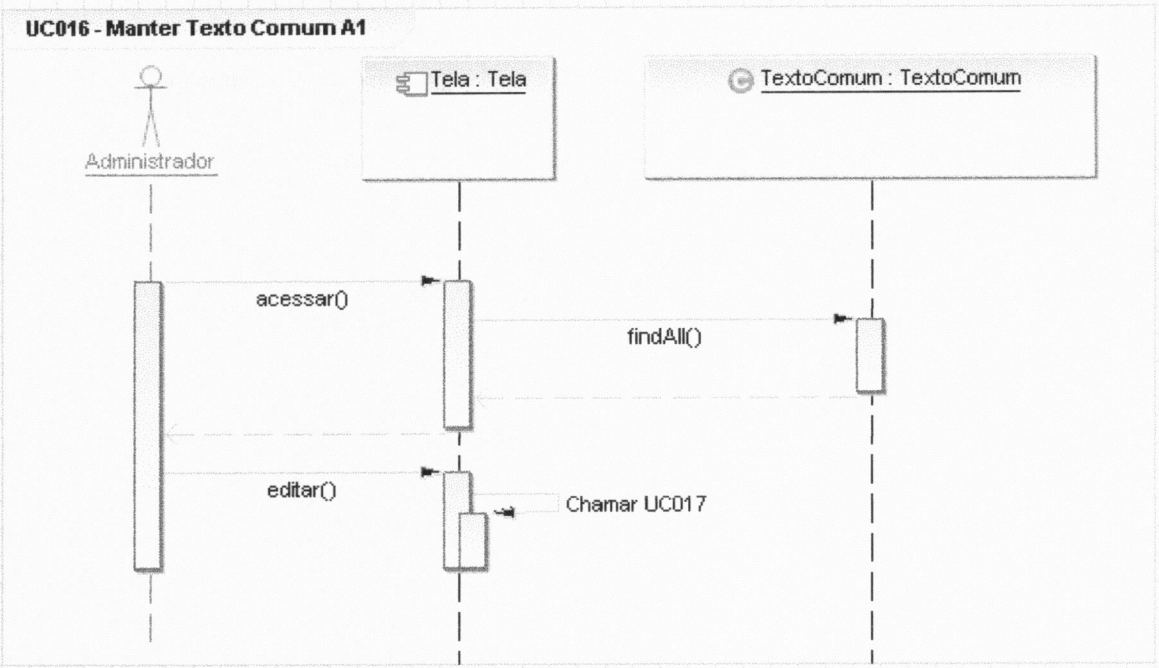 UC016 - Manter Texto Comum A1
Tela : Tela
TextoComum : TextoComum
Administrador
acessar()
findAll()
editar()
Chamar UC017